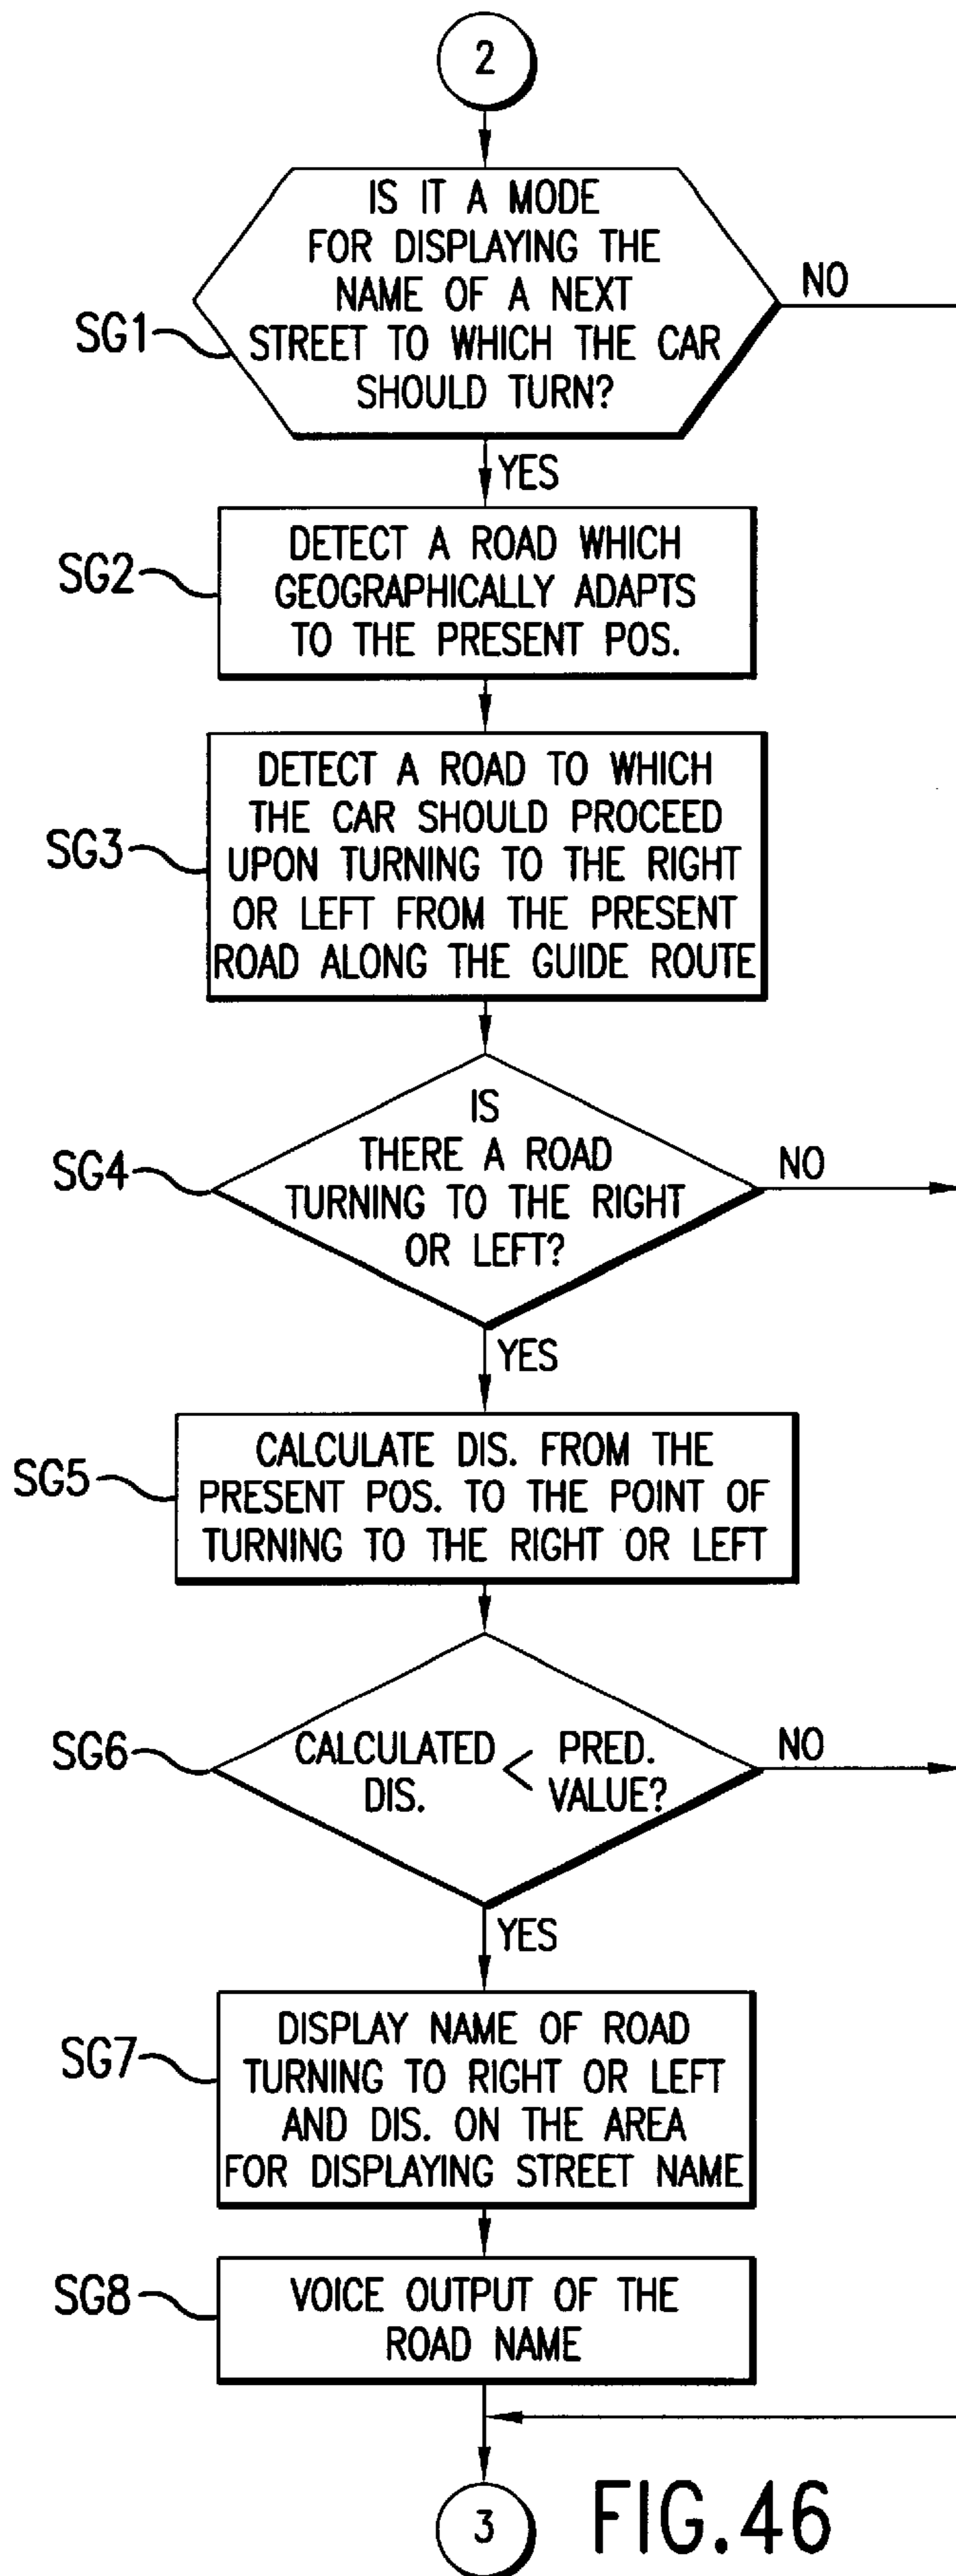 2
IS IT A MODE
FOR DISPLAYING THE
NAME OF A NEXT
STREET TO WHICH THE CAR
SHOULD TURN?
NO
SG1
YES
DETECT A ROAD WHICH
GEOGRAPHICALLY ADAPTS
TO THE PRESENT POS.
SG2
DETECT A ROAD TO WHICH
THE CAR SHOULD PROCEED
UPON TURNING TO THE RIGHT
OR LEFT FROM THE PRESENT
ROAD ALONG THE GUIDE ROUTE
SG3
IS
THERE A ROAD
TURNING TO THE RIGHT
OR LEFT?
NO
SG4
YES
CALCULATE DIS. FROM THE
PRESENT POS. TO THE POINT OF
TURNING TO THE RIGHT OR LEFT
SG5
CALCULATED < PRED.
DIS. VALUE?
NO
SG6
YES
DISPLAY NAME OF ROAD
TURNING TO RIGHT OR LEFT
AND DIS. ON THE AREA
FOR DISPLAYING STREET NAME
SG7
VOICE OUTPUT OF THE
ROAD NAME
SG8
3
FIG.46